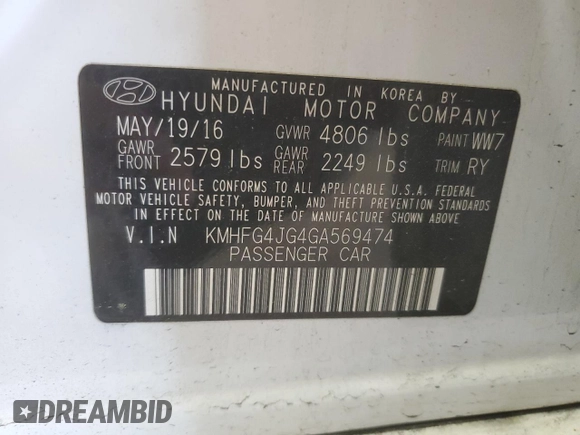 MANUFACTURED IN KOREA BY
HYUNDAI MOTOR COMPANY
MAY/19/16 GVWR 4806 lbs PAINT WW7
GAWR FRONT 2579 lbs GAWR REAR 2249 lbs TRIM RY
THIS VEHICLE CONFORMS TO ALL APPLICABLE U.S.A. FEDERAL
MOTOR VEHICLE SAFETY, BUMPER, AND THEFT PREVENTION STANDARDS
IN EFFECT ON THE DATE OF MANUFACTURE SHOWN ABOVE.
V.I.N KMHFG4JG4GA569474
PASSENGER CAR
DREAMBID